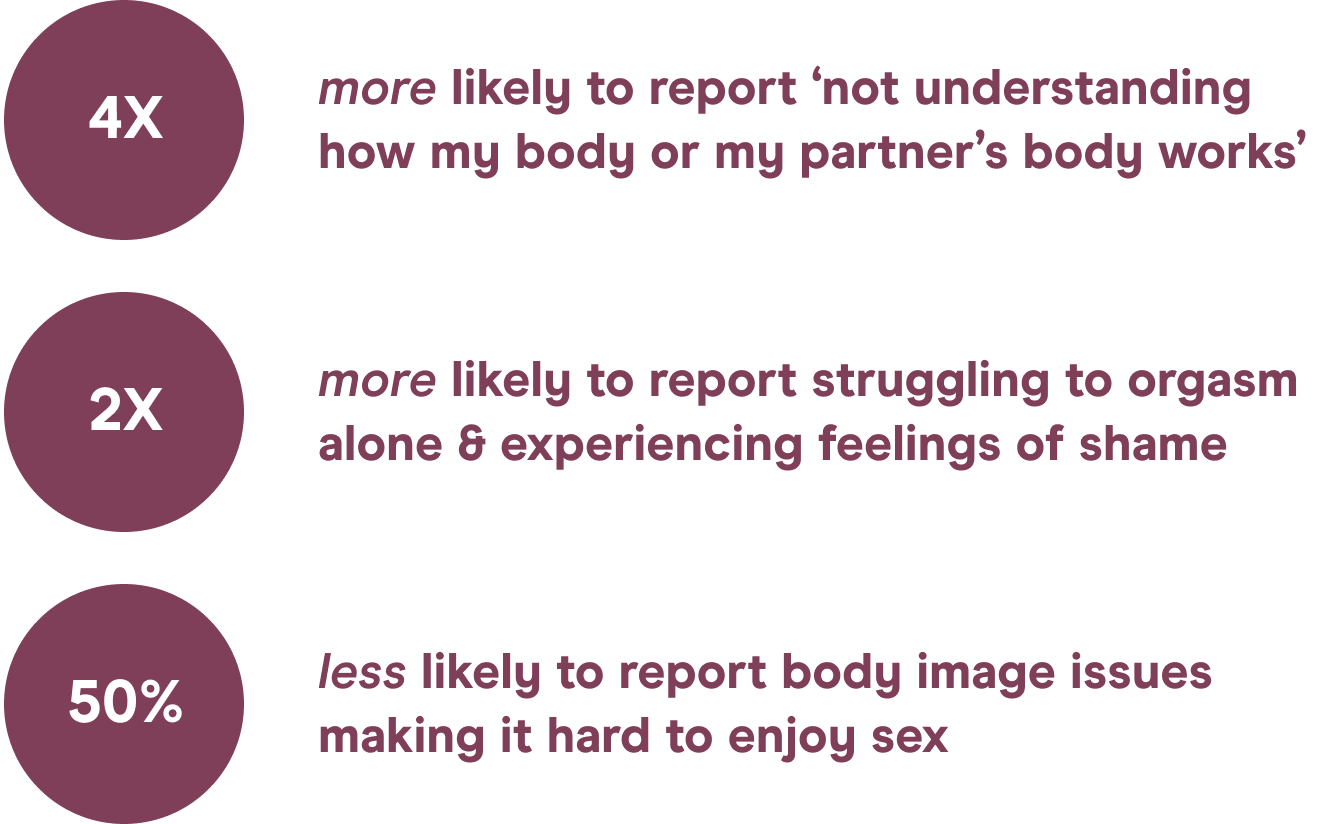 4X
more likely to report ‘not understanding
how my body or my partner’s body works’
2X
more likely to report struggling to orgasm
alone & experiencing feelings of shame
50%
less likely to report body image issues
making it hard to enjoy sex